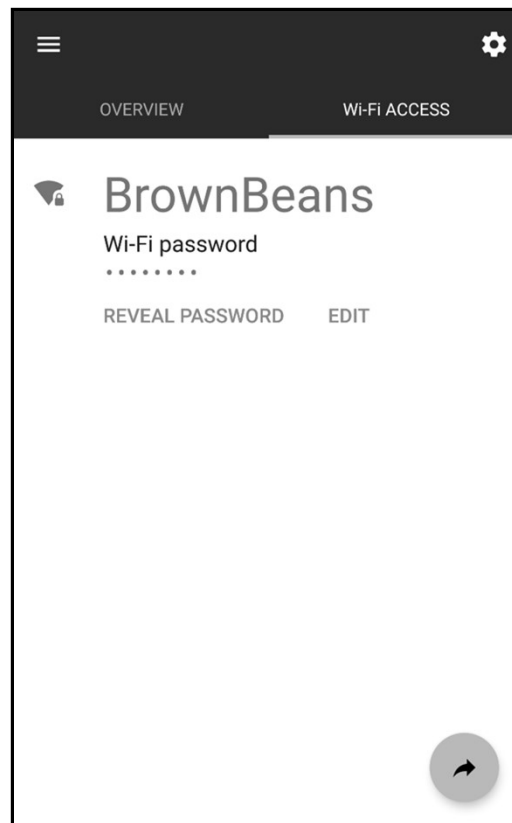 OVERVIEW Wi-Fi ACCESS
BrownBeans
Wi-Fi password
••••••••
REVEAL PASSWORD EDIT